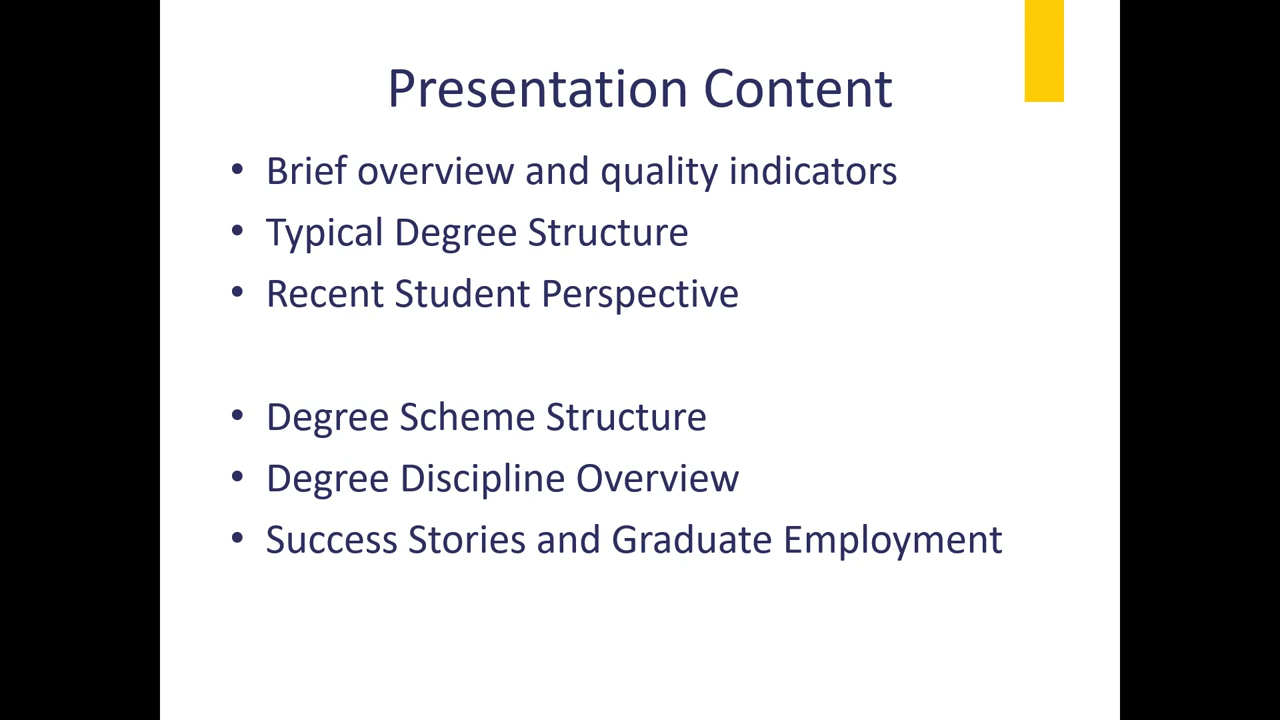 Presentation Content
• Brief overview and quality indicators
• Typical Degree Structure
• Recent Student Perspective
• Degree Scheme Structure
• Degree Discipline Overview
• Success Stories and Graduate Employment